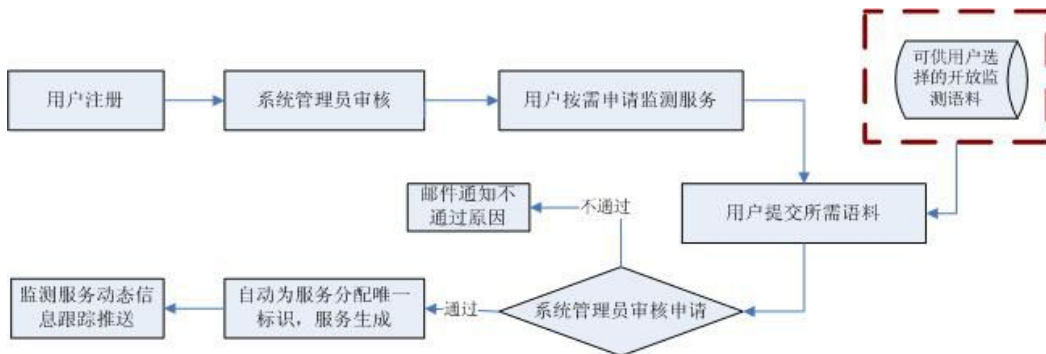 用户注册
系统管理员审核
用户按需申请监测服务
可供用户选
择的开放监
测语料
用户提交所需语料
邮件通知不
通过原因
不通过
系统管理员审核申请
通过
自动为服务分配唯一
标识，服务生成
监测服务动态信
息跟踪推送